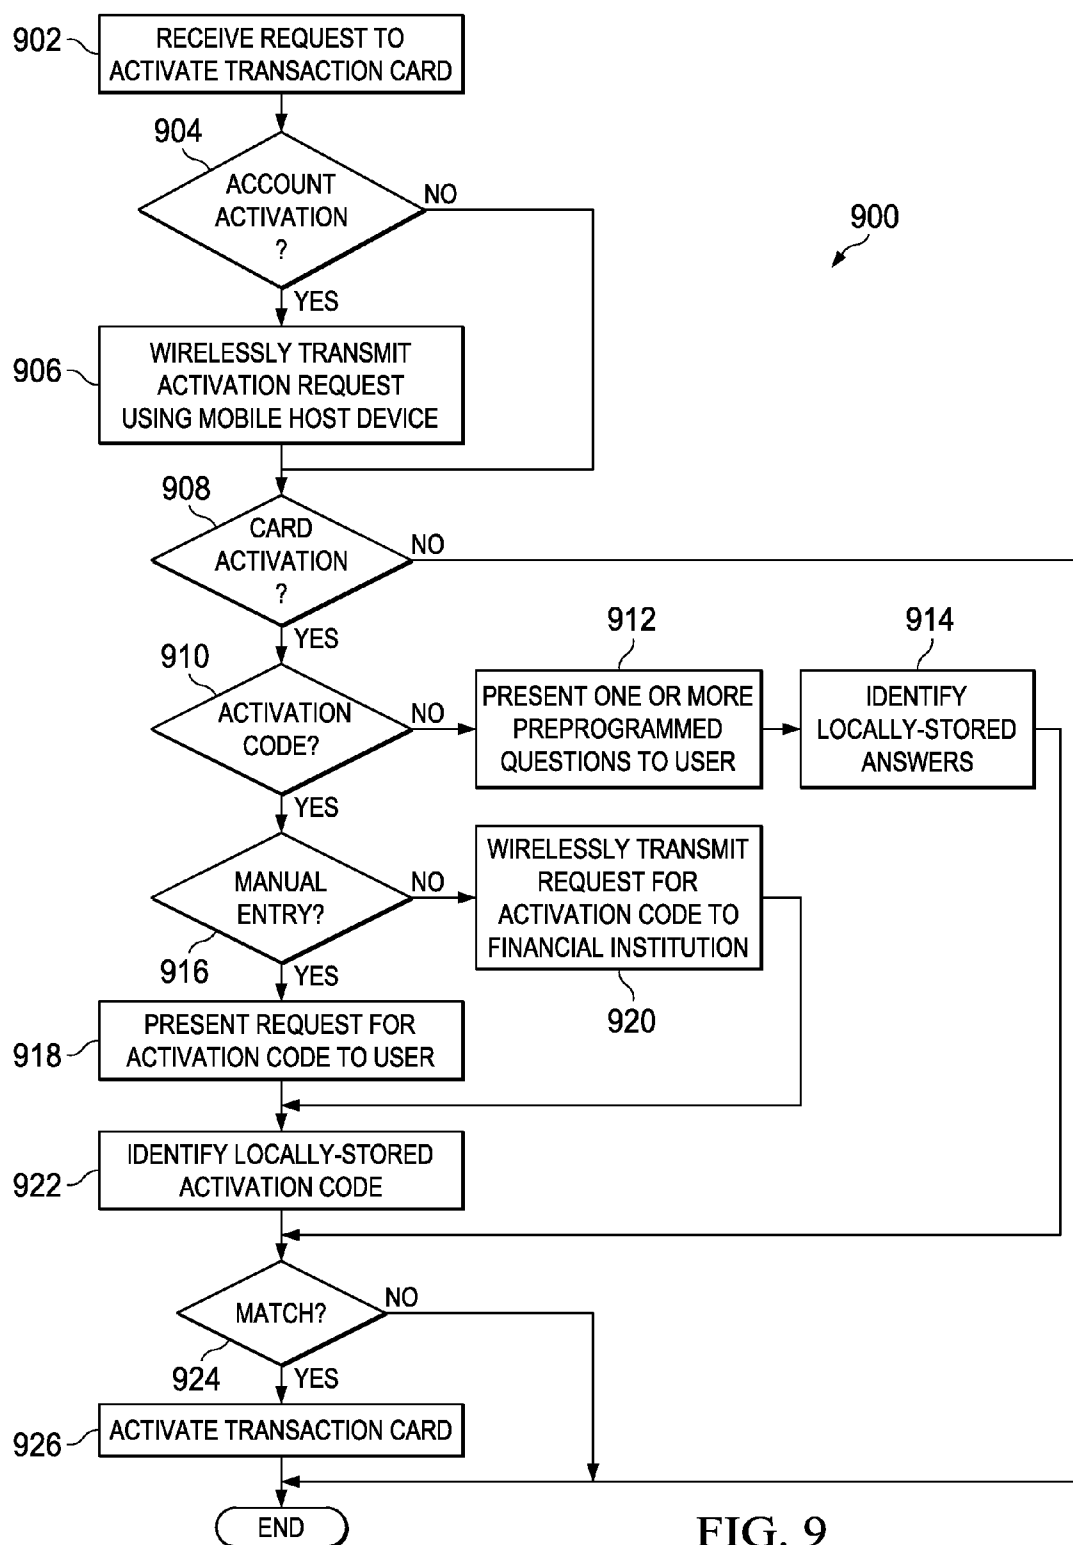 902
RECEIVE REQUEST TO
ACTIVATE TRANSACTION CARD
904
ACCOUNT
ACTIVATION
?
NO
900
YES
906
WIRELESSLY TRANSMIT
ACTIVATION REQUEST
USING MOBILE HOST DEVICE
908
CARD
ACTIVATION
?
NO
YES
910
ACTIVATION
CODE?
NO
912
PRESENT ONE OR MORE
PREPROGRAMMED
QUESTIONS TO USER
914
IDENTIFY
LOCALLY-STORED
ANSWERS
YES
MANUAL
ENTRY?
916
NO
WIRELESSLY TRANSMIT
REQUEST FOR
ACTIVATION CODE TO
FINANCIAL INSTITUTION
920
YES
918
PRESENT REQUEST FOR
ACTIVATION CODE TO USER
922
IDENTIFY LOCALLY-STORED
ACTIVATION CODE
MATCH?
NO
924
YES
926
ACTIVATE TRANSACTION CARD
END
FIG. 9